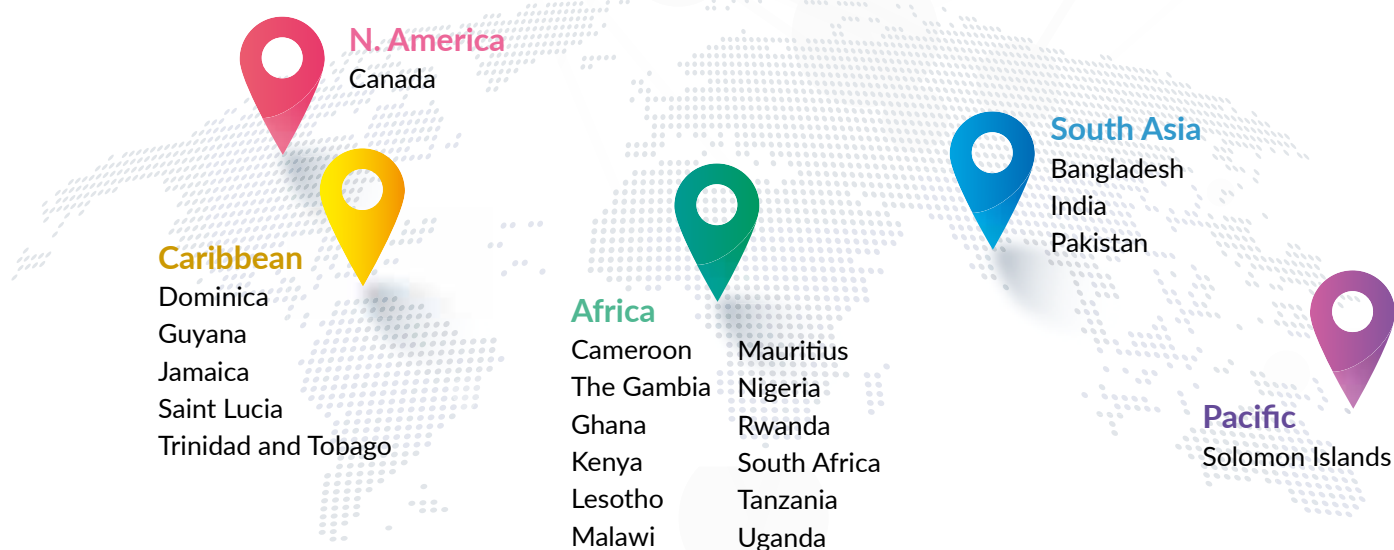 N. America
Canada
Caribbean
Dominica
Guyana
Jamaica
Saint Lucia
Trinidad and Tobago
Africa
Cameroon
The Gambia
Ghana
Kenya
Lesotho
Malawi
Mauritius
Nigeria
Rwanda
South Africa
Tanzania
Uganda
South Asia
Bangladesh
India
Pakistan
Pacific
Solomon Islands